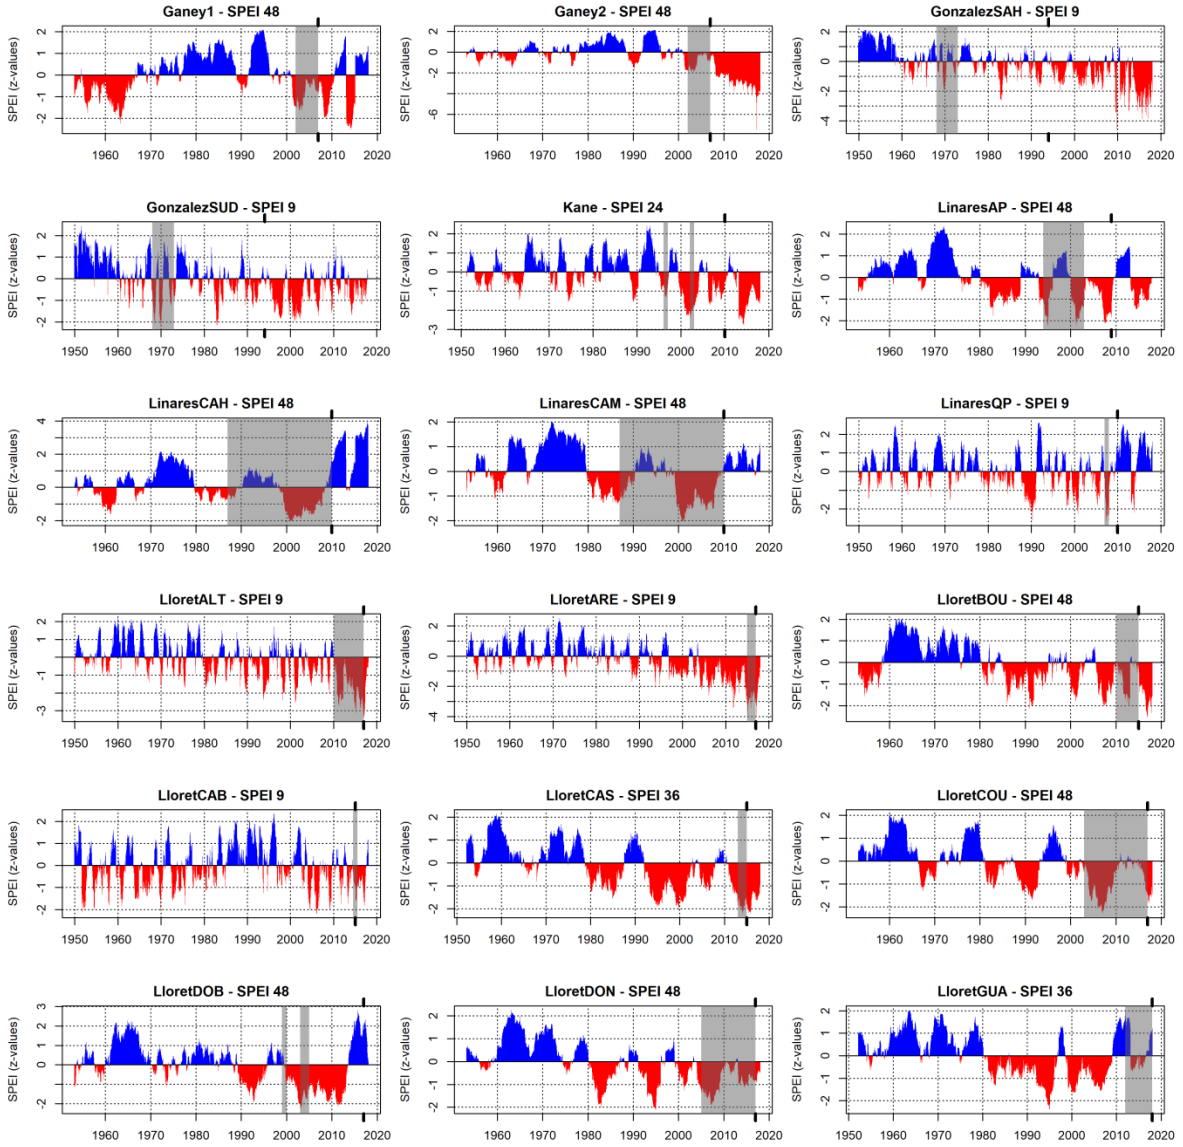 Ganey1 - SPEI 48
SPEI (z-values)
2
1
0
-2
1960 1970 1980 1990 2000 2010 2020
Ganey2 - SPEI 48
SPEI (z-values)
2
0
-2
-6
1960 1970 1980 1990 2000 2010 2020
GonzalezSAH - SPEI 9
SPEI (z-values)
2
1
0
-2
-4
1950 1960 1970 1980 1990 2000 2010 2020
GonzalezSUD - SPEI 9
SPEI (z-values)
2
1
0
-1
-2
1950 1960 1970 1980 1990 2000 2010 2020
Kane - SPEI 24
SPEI (z-values)
2
1
0
-1
-3
1950 1960 1970 1980 1990 2000 2010 2020
LinaresAP - SPEI 48
SPEI (z-values)
2
1
0
-1
-2
1960 1970 1980 1990 2000 2010 2020
LinaresCAH - SPEI 48
SPEI (z-values)
4
2
0
-2
1960 1970 1980 1990 2000 2010 2020
LinaresCAM - SPEI 48
SPEI (z-values)
2
1
0
-1
-2
1960 1970 1980 1990 2000 2010 2020
LinaresQP - SPEI 9
SPEI (z-values)
2
1
0
-2
1950 1960 1970 1980 1990 2000 2010 2020
LloretALT - SPEI 9
SPEI (z-values)
2
1
0
-1
-3
1950 1960 1970 1980 1990 2000 2010 2020
LloretARE - SPEI 9
SPEI (z-values)
2
1
0
-2
-4
1950 1960 1970 1980 1990 2000 2010 2020
LloretBOU - SPEI 48
SPEI (z-values)
2
1
0
-1
-2
1960 1970 1980 1990 2000 2010 2020
LloretCAB - SPEI 9
SPEI (z-values)
2
1
0
-1
-2
1950 1960 1970 1980 1990 2000 2010 2020
LloretCAS - SPEI 36
SPEI (z-values)
2
1
0
-1
-2
1950 1960 1970 1980 1990 2000 2010 2020
LloretCOU - SPEI 48
SPEI (z-values)
2
1
0
-1
-2
1960 1970 1980 1990 2000 2010 2020
LloretDOB - SPEI 48
SPEI (z-values)
3
2
1
0
-2
1960 1970 1980 1990 2000 2010 2020
LloretDON - SPEI 48
SPEI (z-values)
2
1
0
-1
-2
1960 1970 1980 1990 2000 2010 2020
LloretGUA - SPEI 36
SPEI (z-values)
2
1
0
-1
-2
1950 1960 1970 1980 1990 2000 2010 2020